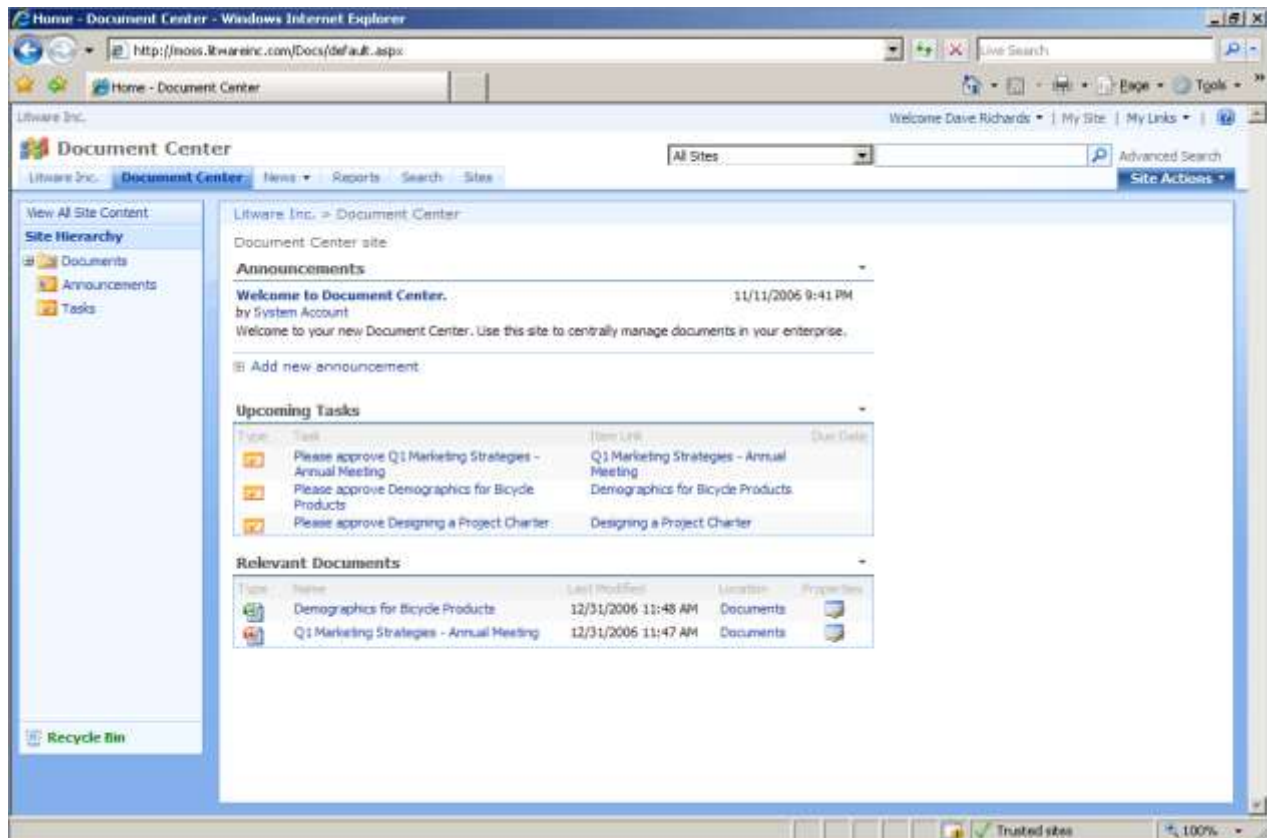 Home - Document Center - Windows Internet Explorer
http://moss.litwareinc.com/Docs/default.aspx
Live Search
Home - Document Center
Page
Tools
Litware Inc.
Welcome Dave Richards
My Site
My Links
Document Center
All Sites
Advanced Search
Litware Inc. Document Center News Reports Search Sites
Site Actions
View All Site Content
Site Hierarchy
Documents
Announcements
Tasks
Recycle Bin
Litware Inc. > Document Center
Document Center site
Announcements
Welcome to Document Center. 11/11/2006 9:41 PM
by System Account
Welcome to your new Document Center. Use this site to centrally manage documents in your enterprise.
Add new announcement
Upcoming Tasks
Type Task Item Link Due Date
Please approve Q1 Marketing Strategies - Q1 Marketing Strategies - Annual
Annual Meeting Meeting
Please approve Demographics for Bicycle Demographics for Bicycle Products
Products
Please approve Designing a Project Charter Designing a Project Charter
Relevant Documents
Type Name Last Modified Location Properties
Demographics for Bicycle Products 12/31/2006 11:48 AM Documents
Q1 Marketing Strategies - Annual Meeting 12/31/2006 11:47 AM Documents
Trusted sites
100%